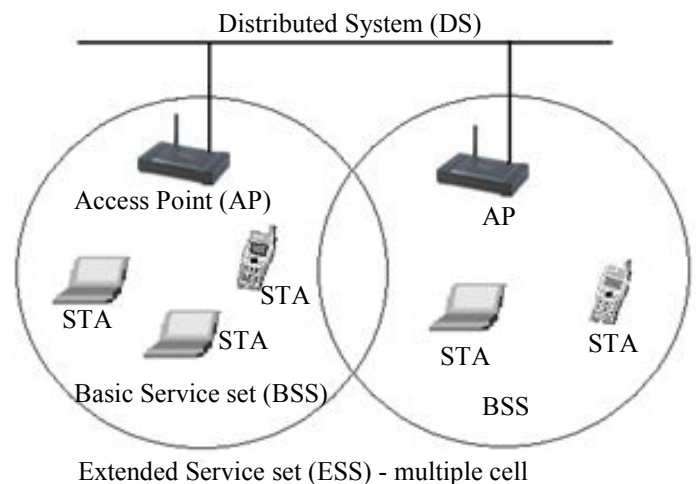 Distributed System (DS)
Access Point (AP)
AP
STA
STA
STA
STA
STA
Basic Service set (BSS)
BSS
Extended Service set (ESS) - multiple cell